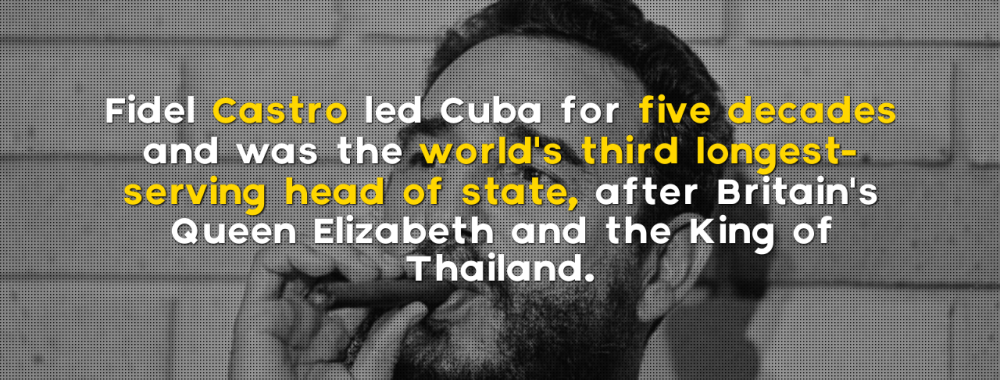 Fidel Castro led Cuba for five decades
and was the world's third longest-
serving head of state, after Britain's
Queen Elizabeth and the King of
Thailand.